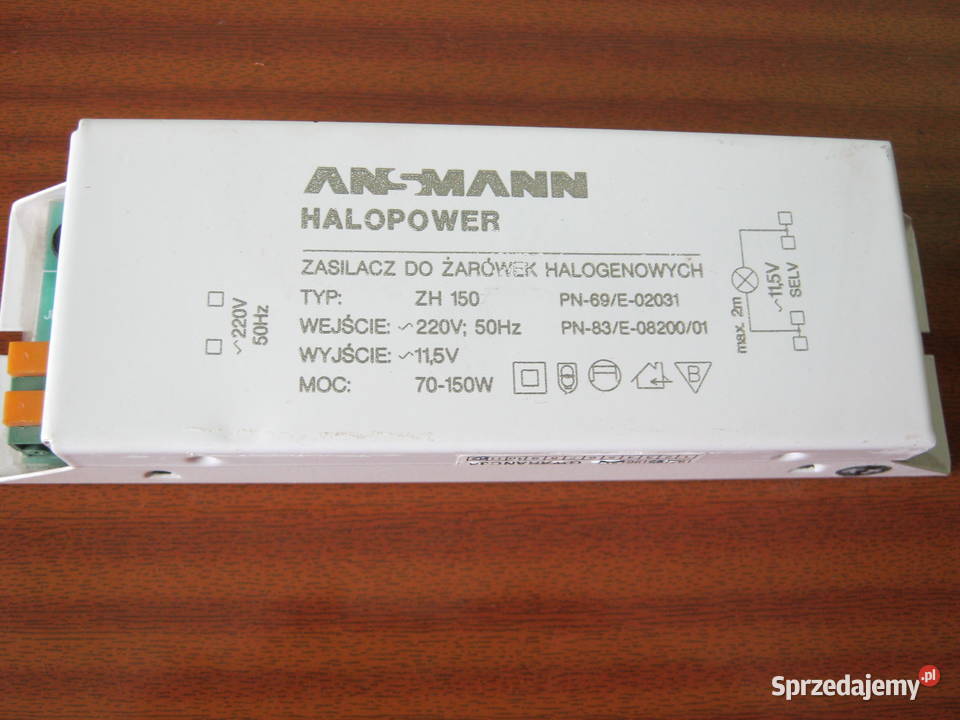 ANSMANN
HALOPOWER
ZASILACZ DO ŻARÓWEK HALOGENOWYCH
TYP: ZH 150 PN-69/E-02031
WEJŚCIE: ~220V; 50Hz PN-83/E-08200/01
WYJŚCIE: ~11,5V
MOC: 70-150W B
~220V
50Hz
max. 2m
~11,5V
SELV
GWARANCJA
Sprzedajemy.pl